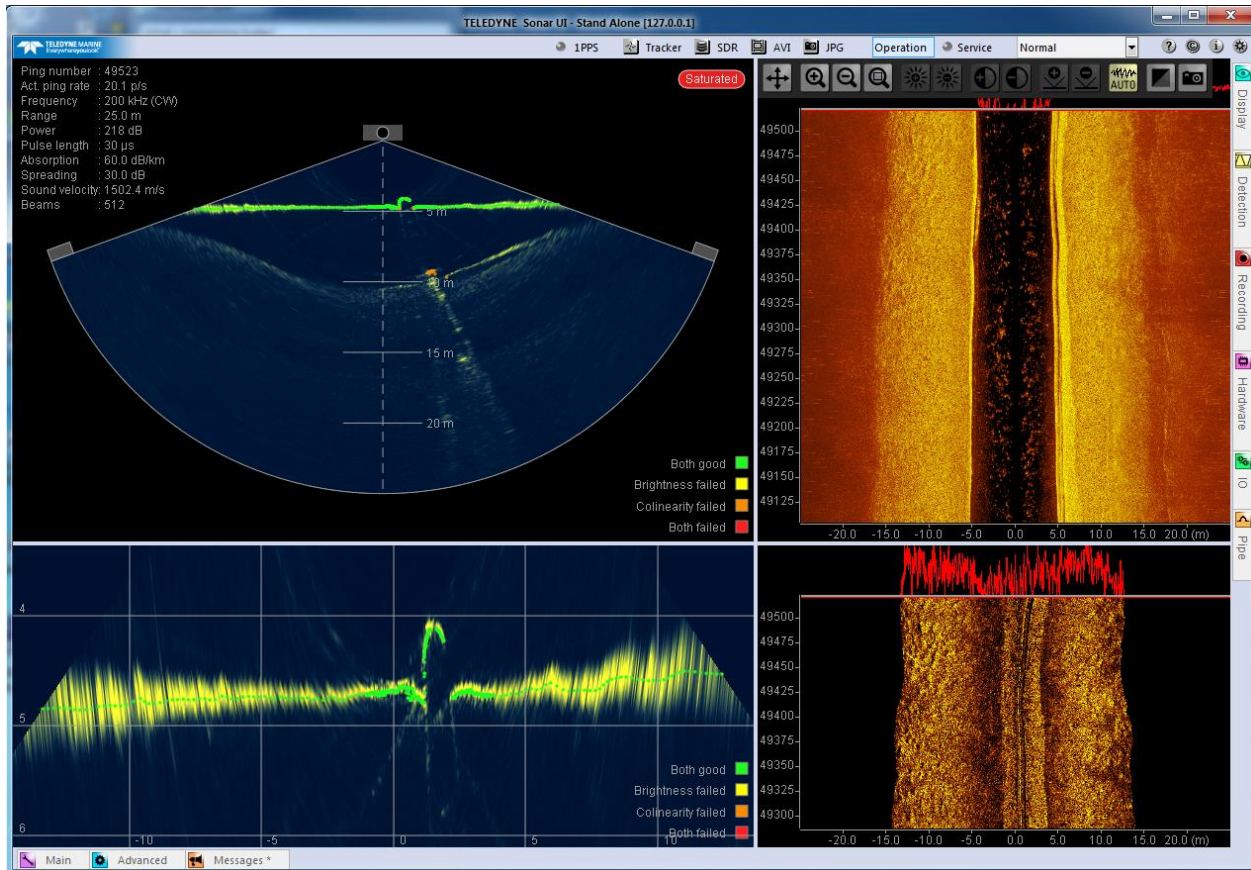 TELEDYNE Sonar UI - Stand Alone [127.0.0.1]
TELEDYNE MARINE
Everywhereyoulook
1PPS Tracker SDR AVI JPG Operation Service Normal
Ping number : 49523
Act. ping rate : 20.1 p/s
Frequency : 200 kHz (CW)
Range : 25.0 m
Power : 218 dB
Pulse length : 30 µs
Absorption : 60.0 dB/km
Spreading : 30.0 dB
Sound velocity: 1502.4 m/s
Beams : 512
Saturated
5 m
15 m
20 m
Both good
Brightness failed
Colinearity failed
Both failed
AUTO
49500
49475
49450
49425
49400
49375
49350
49325
49300
49275
49250
49225
49200
49175
49150
49125
-20.0 -15.0 -10.0 -5.0 0.0 5.0 10.0 15.0 20.0 (m)
Display
Detection
Recording
Hardware
IO
Pipe
4
5
6
-10 -5 0 5 10
Both good
Brightness failed
Colinearity failed
Both failed
49500
49475
49450
49425
49400
49375
49350
49325
49300
-20.0 -15.0 -10.0 -5.0 0.0 5.0 10.0 15.0 20.0 (m)
Main Advanced Messages *